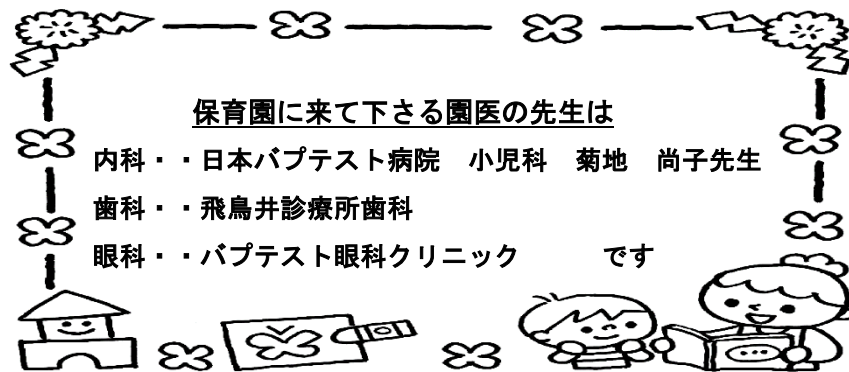 保育園に来て下さる園医の先生は
内科・・日本バプテスト病院　小児科　菊地　尚子先生
歯科・・飛鳥井診療所歯科
眼科・・バプテスト眼科クリニック　　　です